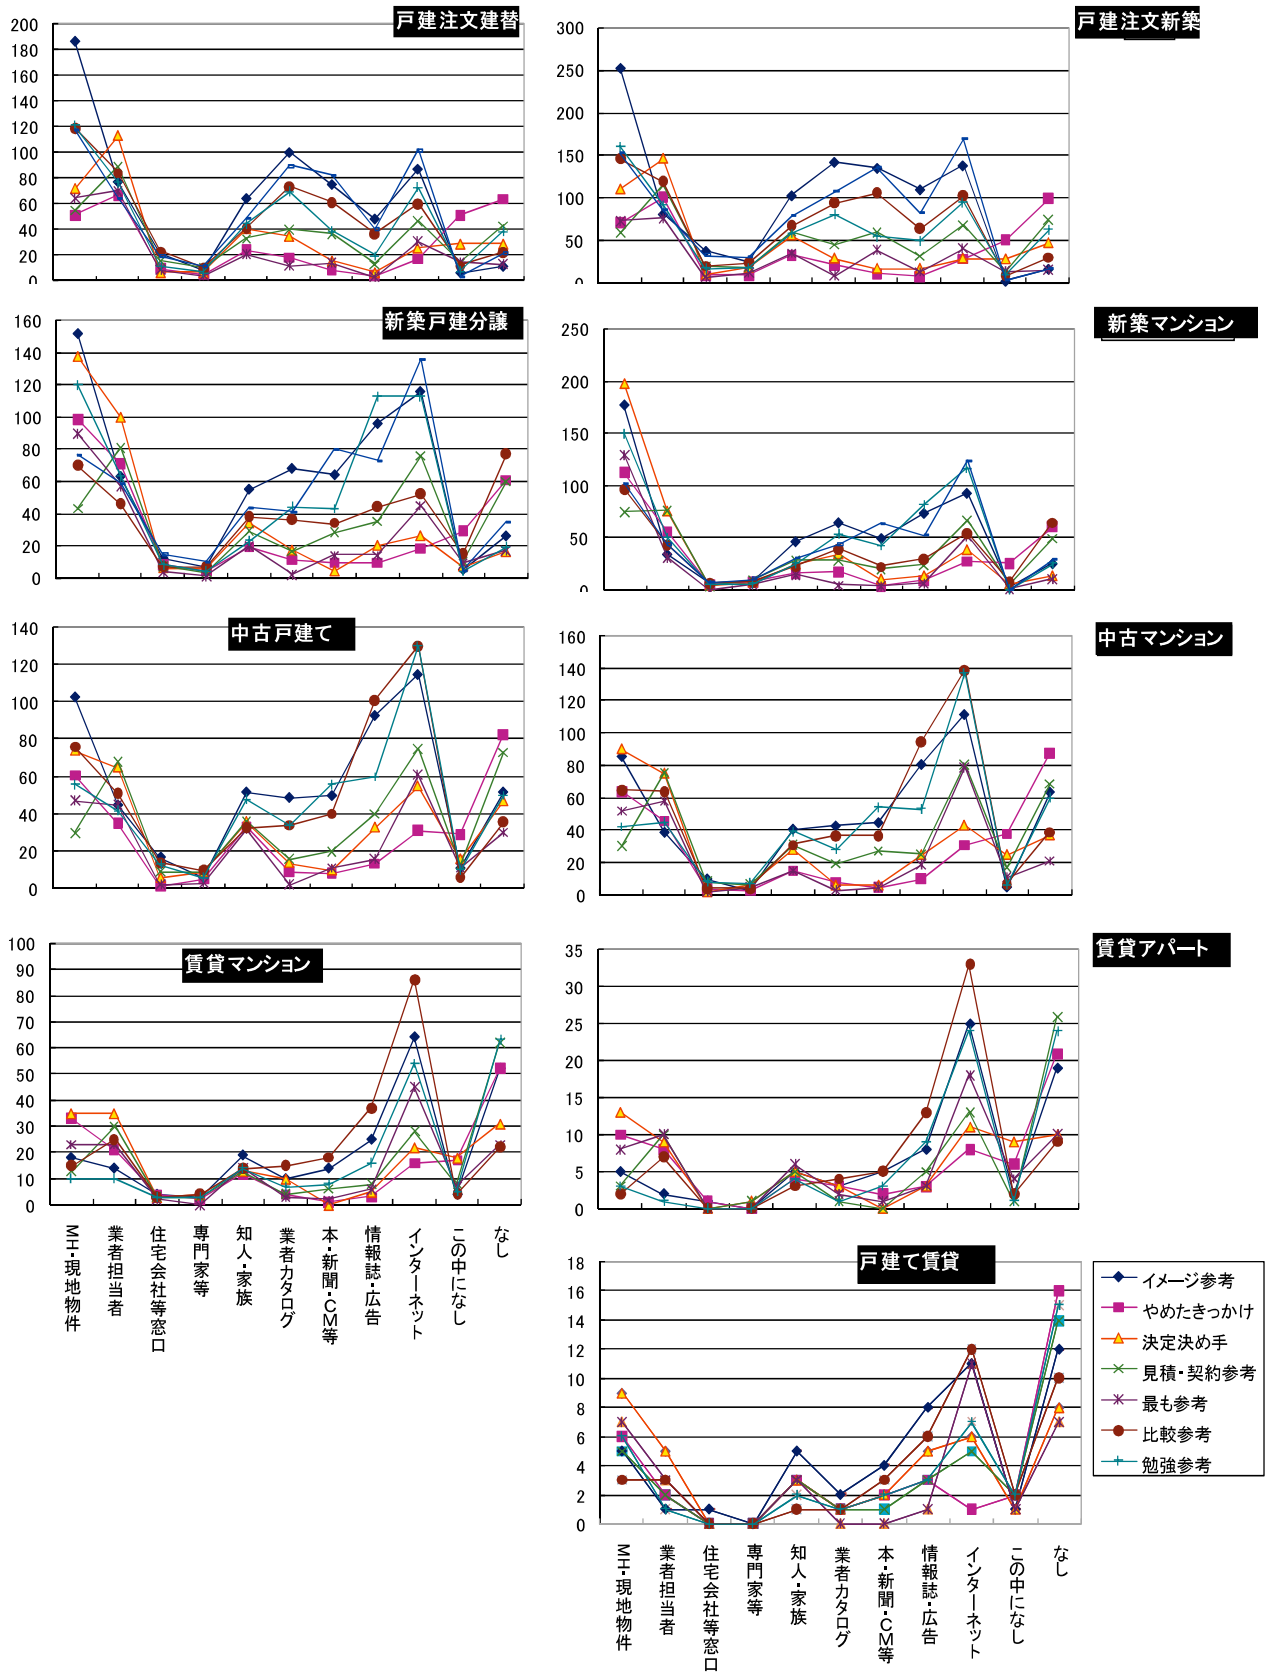 戸建注文建替
200
180
160
140
120
100
80
60
40
20
0
戸建注文新築
300
250
200
150
100
50
0
新築戸建分譲
160
140
120
100
80
60
40
20
0
新築マンション
250
200
150
100
50
0
中古戸建て
140
120
100
80
60
40
20
0
中古マンション
160
140
120
100
80
60
40
20
0
賃貸マンション
100
90
80
70
60
50
40
30
20
10
0
MH・現地物件
業者担当者
住宅会社等窓口
専門家等
知人・家族
業者カタログ
本・新聞・CM等
情報誌・広告
インターネット
この中になし
なし
賃貸アパート
35
30
25
20
15
10
5
0
戸建て賃貸
18
16
14
12
10
8
6
4
2
0
MH・現地物件
業者担当者
住宅会社等窓口
専門家等
知人・家族
業者カタログ
本・新聞・CM等
情報誌・広告
インターネット
この中になし
なし
イメージ参考
やめたきっかけ
決定決め手
見積・契約参考
最も参考
比較参考
勉強参考